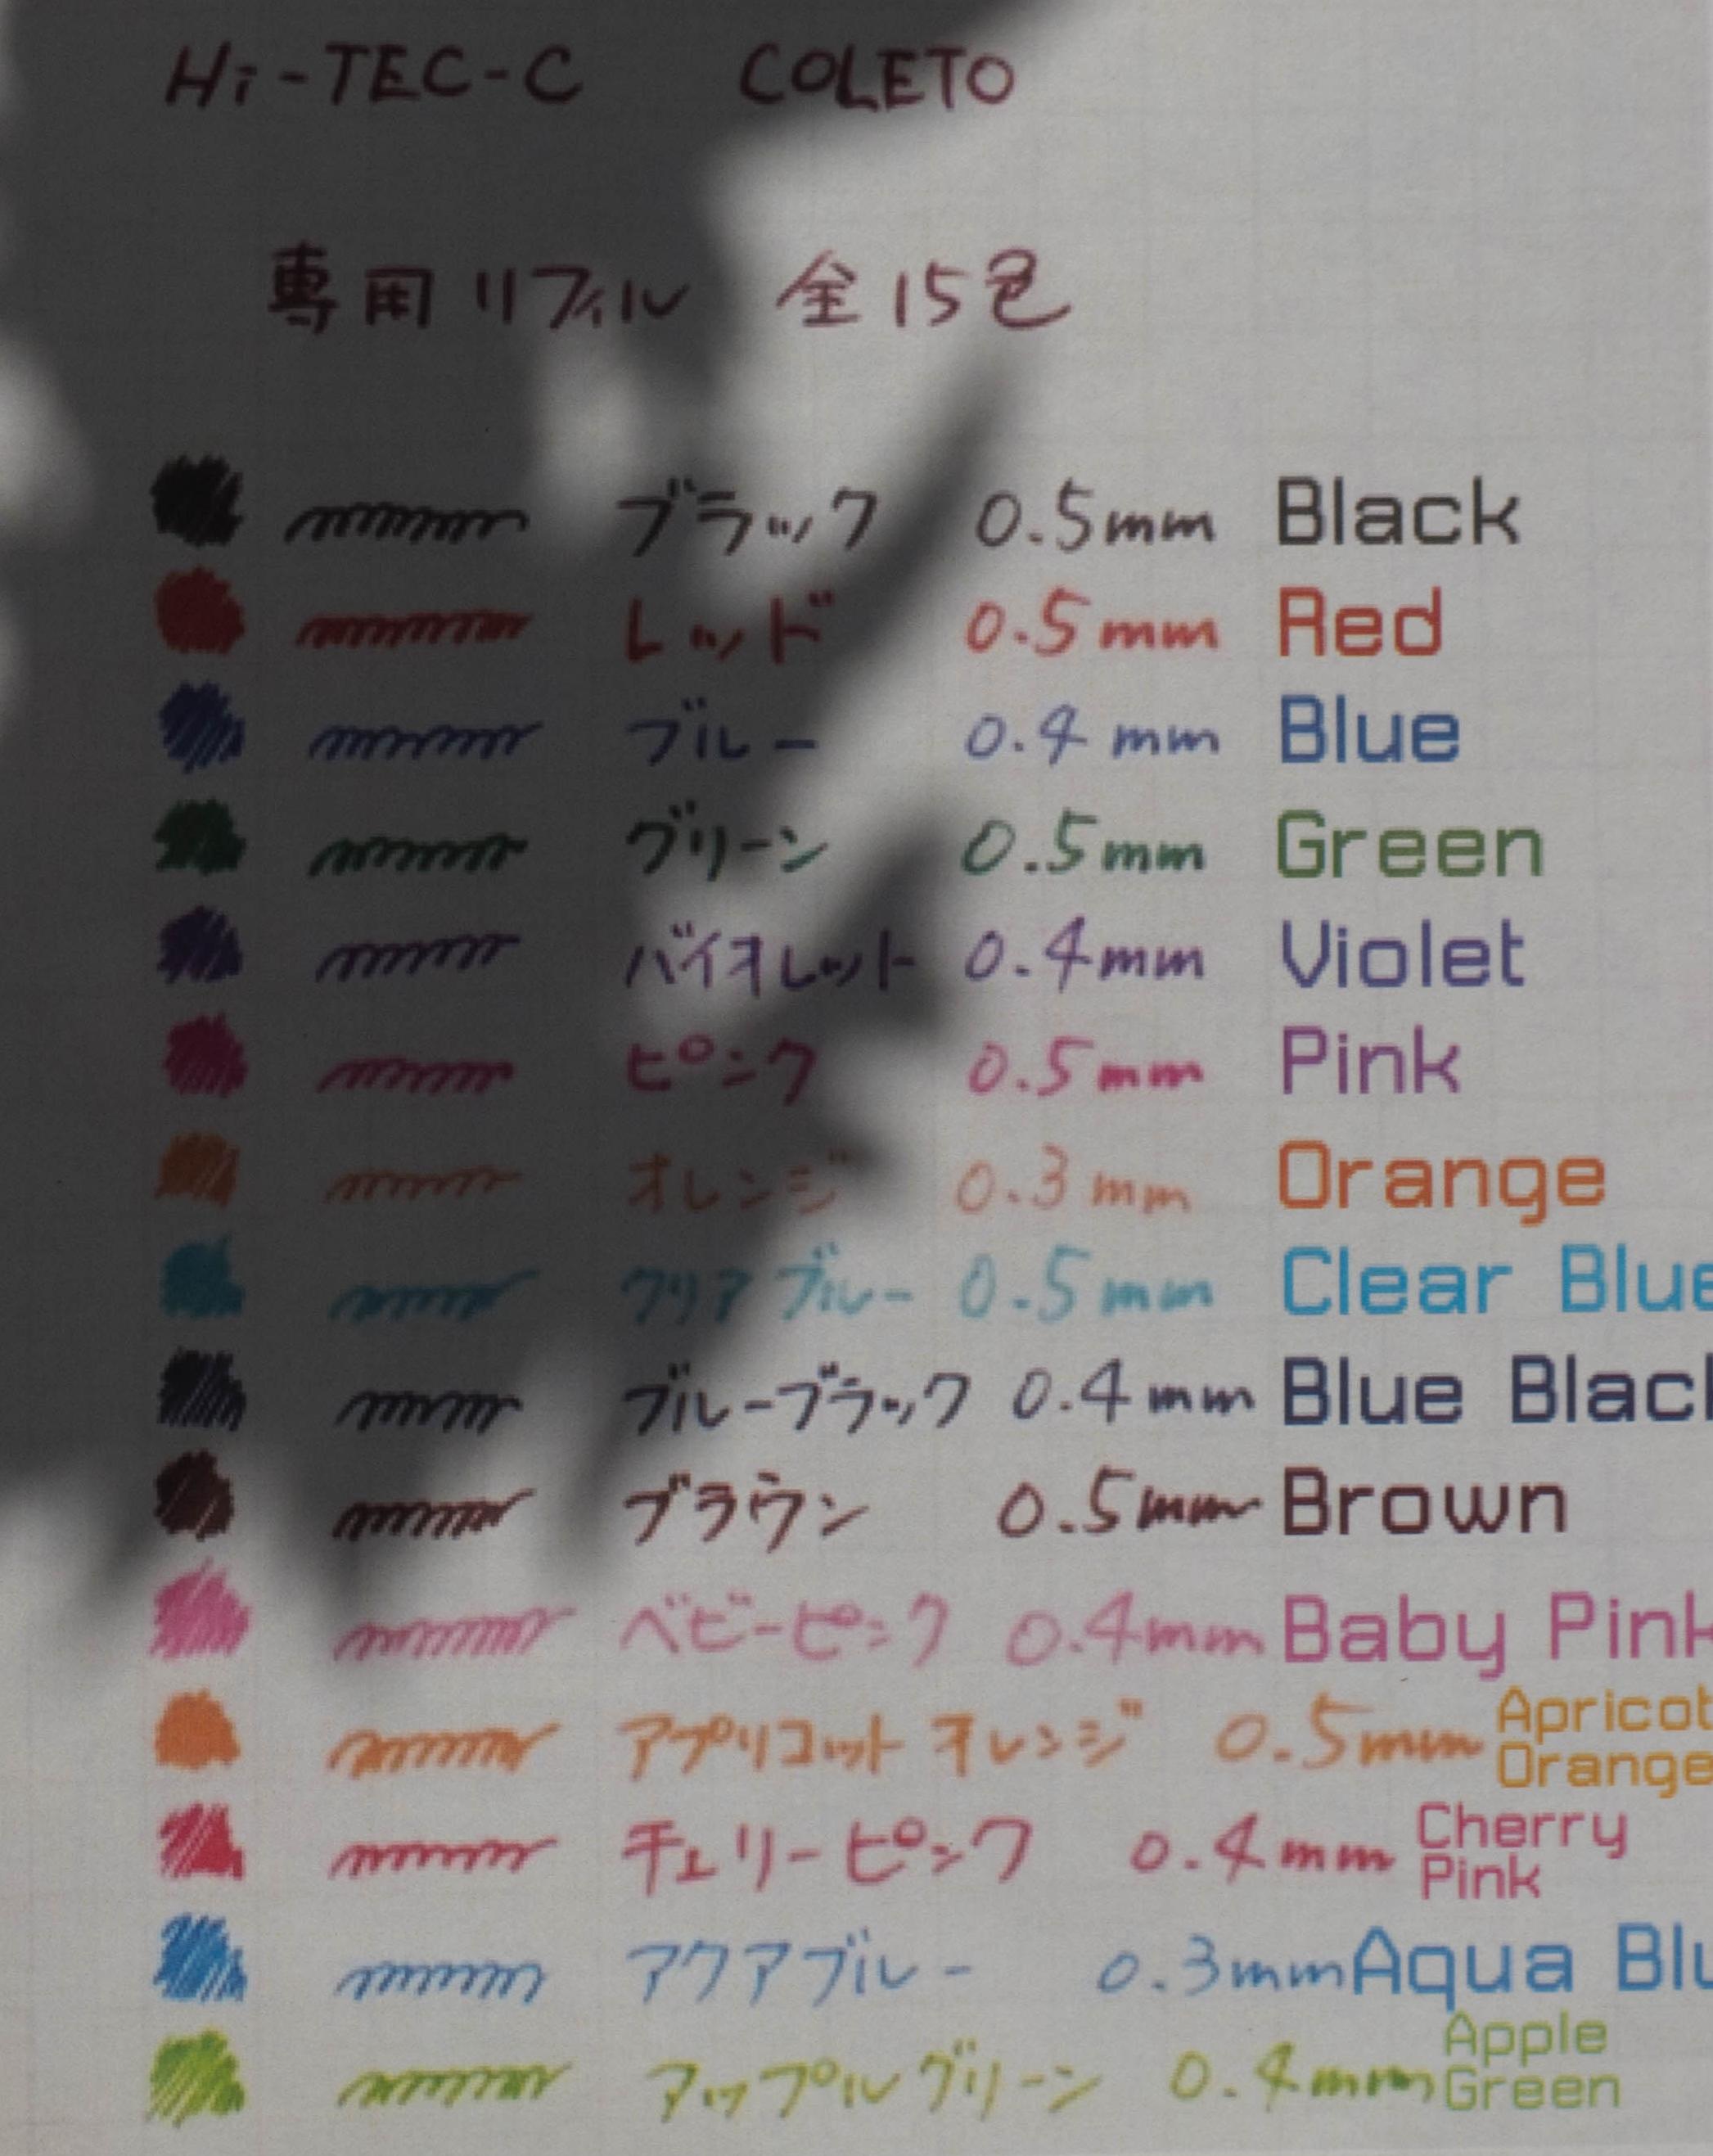 Hi-TEC-C COLETO
専用リフィル 全15色
ブラック 0.5mm Black
レッド 0.5mm Red
ブルー 0.4mm Blue
グリーン 0.5mm Green
バイオレット 0.4mm Violet
ピンク 0.5mm Pink
オレンジ 0.3mm Orange
クリアブルー 0.5mm Clear Blue
ブルーブラック 0.4mm Blue Black
ブラウン 0.5mm Brown
ベビーピンク 0.4mm Baby Pink
アプリコットオレンジ 0.5mm Apricot Orange
チェリーピンク 0.4mm Cherry Pink
アクアブルー 0.3mm Aqua Blu
アップルグリーン 0.4mm Apple Green